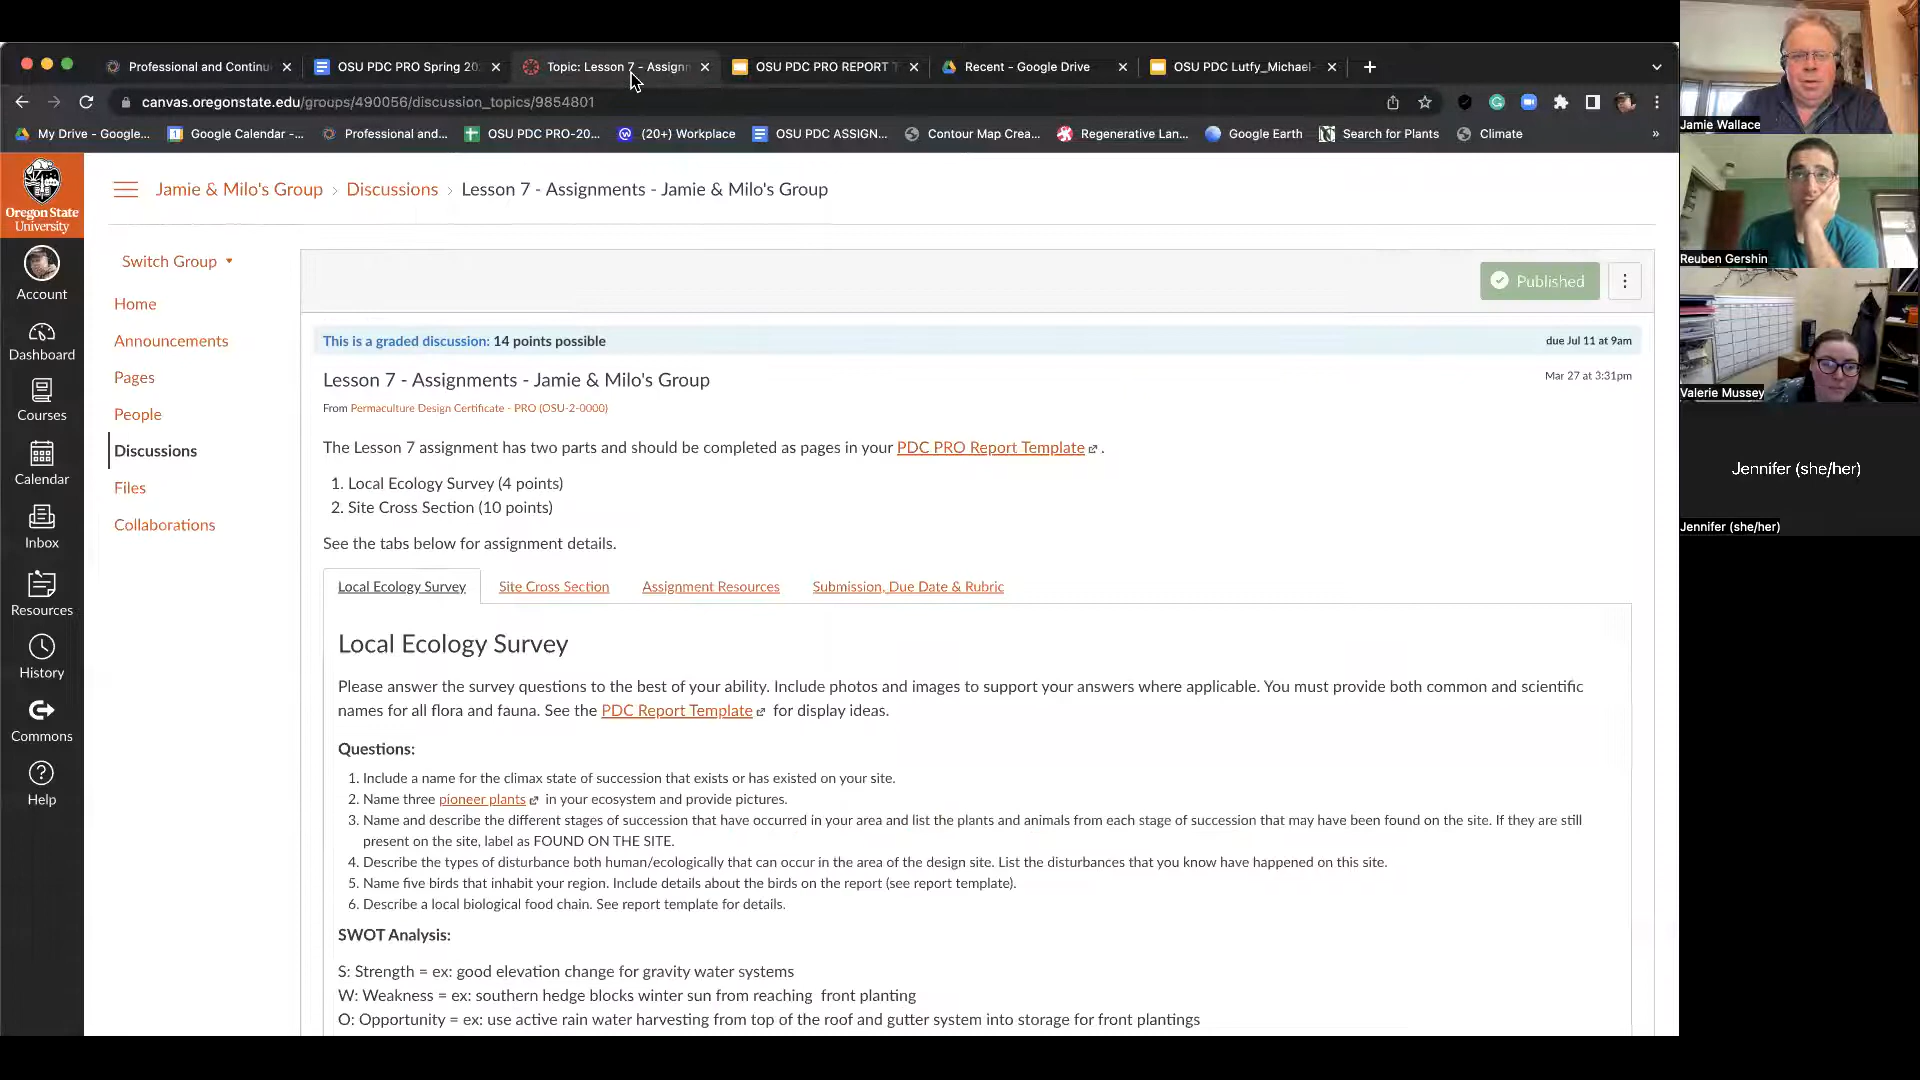 Professional and Continu
OSU PDC PRO Spring 20
Topic: Lesson 7 - Assign
OSU PDC PRO REPORT T
Recent - Google Drive
OSU PDC Lutfy_Michael-
canvas.oregonstate.edu/groups/490056/discussion_topics/9854801
My Drive - Google...
Google Calendar -...
Professional and...
OSU PDC PRO-20...
(20+) Workplace
OSU PDC ASSIGN...
Contour Map Crea...
Regenerative Lan...
Google Earth
Search for Plants
Climate
»
Oregon State
University
Account
Dashboard
Courses
Calendar
Inbox
Resources
History
Commons
Help
Jamie & Milo's Group › Discussions › Lesson 7 - Assignments - Jamie & Milo's Group
Switch Group
Home
Announcements
Pages
People
Discussions
Files
Collaborations
Published
This is a graded discussion: 14 points possible
due Jul 11 at 9am
Lesson 7 - Assignments - Jamie & Milo's Group
Mar 27 at 3:31pm
From Permaculture Design Certificate - PRO (OSU-2-0000)
The Lesson 7 assignment has two parts and should be completed as pages in your PDC PRO Report Template .
1. Local Ecology Survey (4 points)
2. Site Cross Section (10 points)
See the tabs below for assignment details.
Local Ecology Survey
Site Cross Section
Assignment Resources
Submission, Due Date & Rubric
Local Ecology Survey
Please answer the survey questions to the best of your ability. Include photos and images to support your answers where applicable. You must provide both common and scientific
names for all flora and fauna. See the PDC Report Template for display ideas.
Questions:
1. Include a name for the climax state of succession that exists or has existed on your site.
2. Name three pioneer plants in your ecosystem and provide pictures.
3. Name and describe the different stages of succession that have occurred in your area and list the plants and animals from each stage of succession that may have been found on the site. If they are still
present on the site, label as FOUND ON THE SITE.
4. Describe the types of disturbance both human/ecologically that can occur in the area of the design site. List the disturbances that you know have happened on this site.
5. Name five birds that inhabit your region. Include details about the birds on the report (see report template).
6. Describe a local biological food chain. See report template for details.
SWOT Analysis:
S: Strength = ex: good elevation change for gravity water systems
W: Weakness = ex: southern hedge blocks winter sun from reaching front planting
O: Opportunity = ex: use active rain water harvesting from top of the roof and gutter system into storage for front plantings
Jamie Wallace
Reuben Gershin
Valerie Mussey
Jennifer (she/her)
Jennifer (she/her)